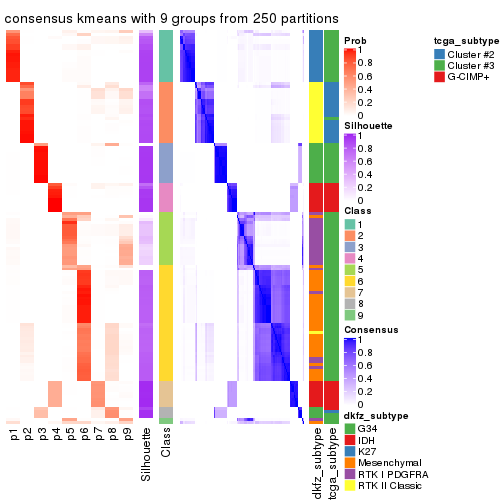 consensus kmeans with 9 groups from 250 partitions
Prob
1
0.8
0.6
0.4
0.2
0
Silhouette
1
0.8
0.6
0.4
0.2
0
Class
1
2
3
4
5
6
7
8
9
Consensus
1
0.8
0.6
0.4
0.2
0
dkfz_subtype
G34
IDH
K27
Mesenchymal
RTK I PDGFRA
RTK II Classic
tcga_subtype
Cluster #2
Cluster #3
G-CIMP+
p1
p2
p3
p4
p5
p6
p7
p8
p9
Silhouette
Class
dkfz_subtype
tcga_subtype